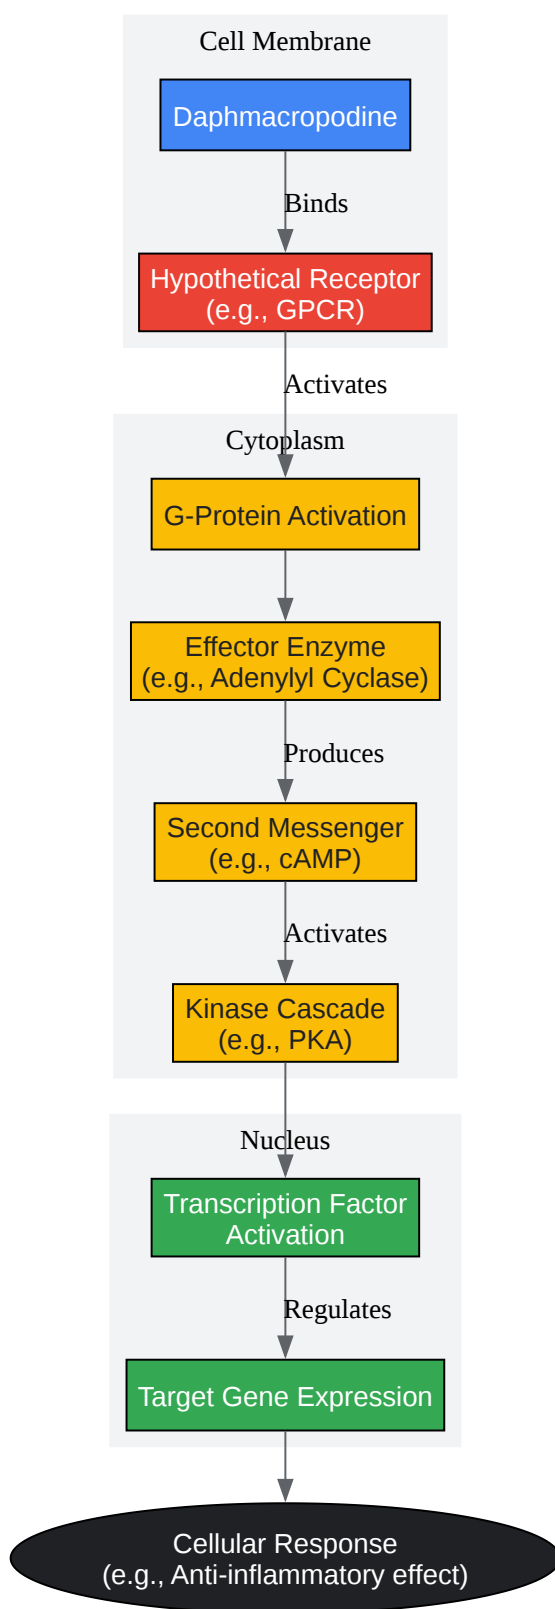 Cell Membrane
Daphmacropodine
Binds
Hypothetical Receptor
(e.g., GPCR)
Activates
Cytoplasm
G-Protein Activation
Effector Enzyme
(e.g., Adenylyl Cyclase)
Produces
Second Messenger
(e.g., cAMP)
Activates
Kinase Cascade
(e.g., PKA)
Nucleus
Transcription Factor
Activation
Regulates
Target Gene Expression
Cellular Response
(e.g., Anti-inflammatory effect)